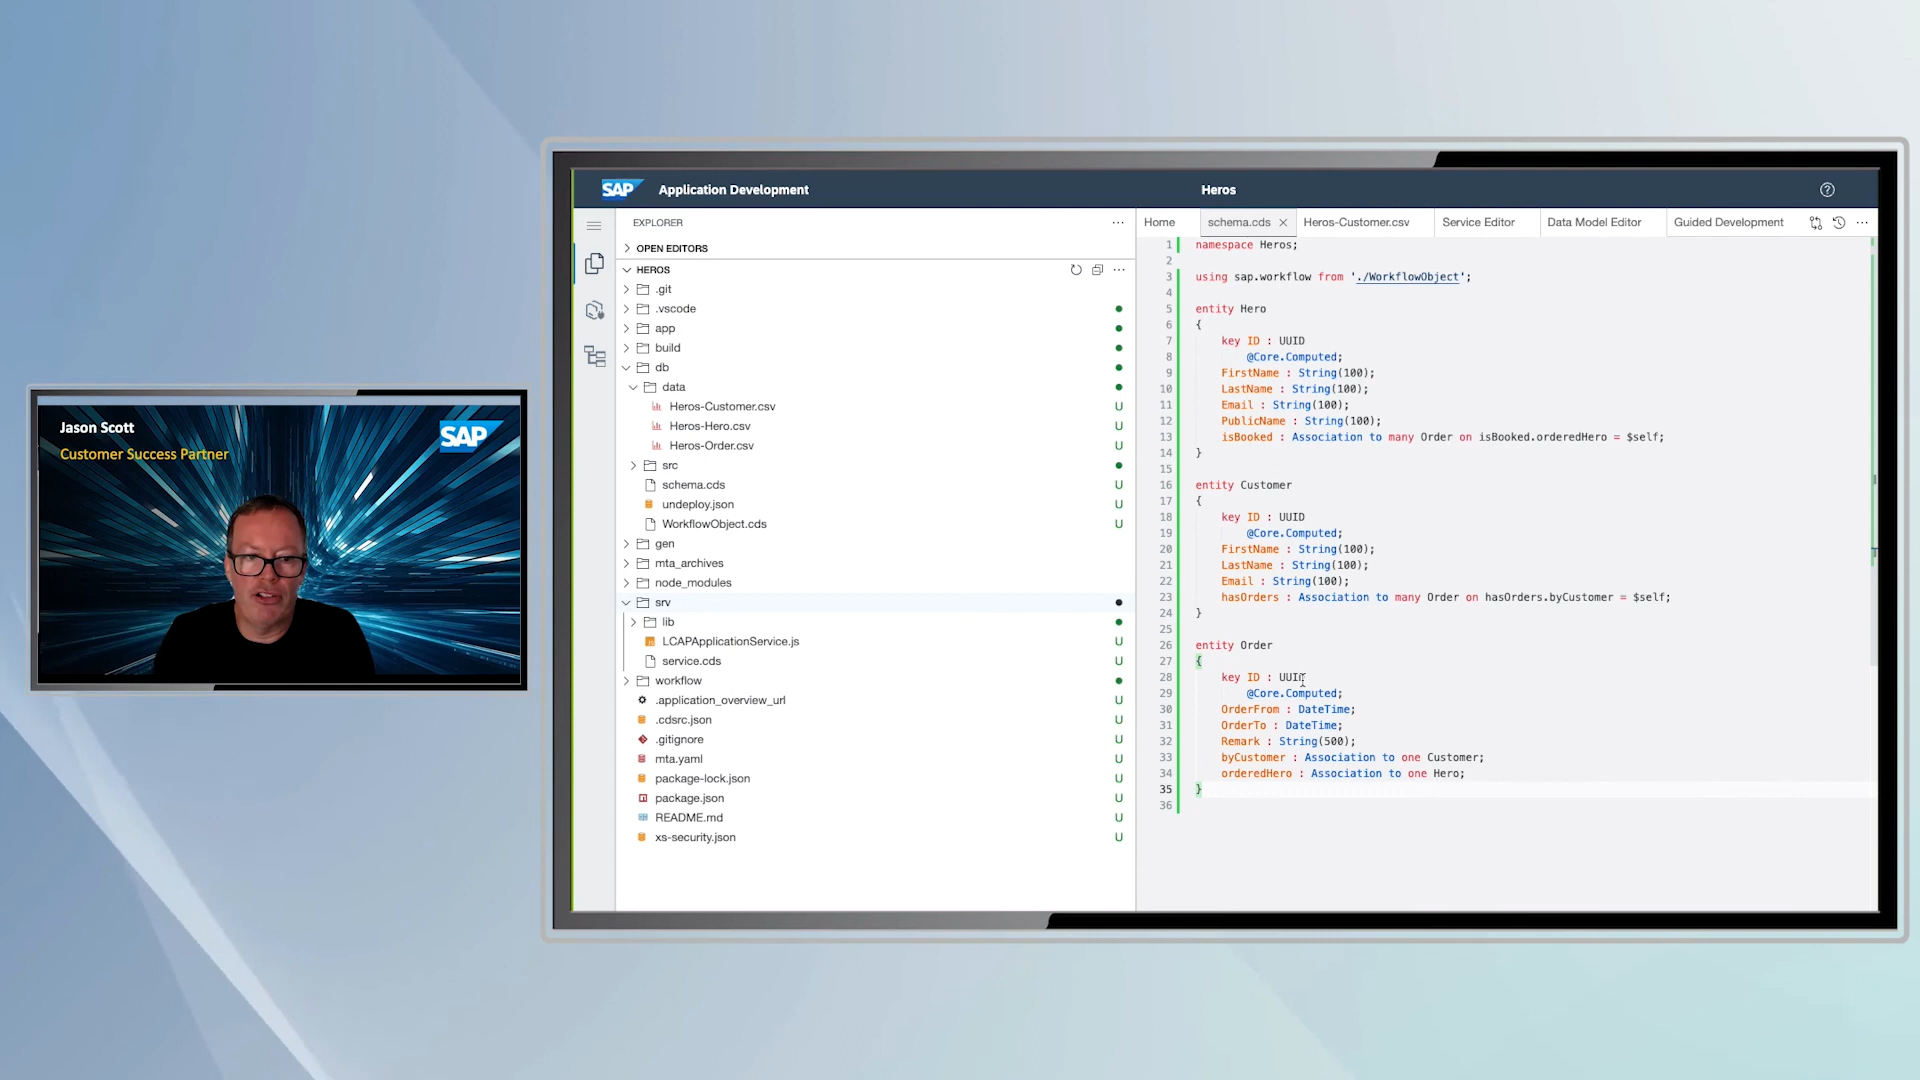 Jason Scott
Customer Success Partner
SAP
SAP Application Development
Heros
EXPLORER
OPEN EDITORS
HEROS
.git
.vscode
app
build
db
data
Heros-Customer.csv U
Heros-Hero.csv U
Heros-Order.csv U
src
schema.cds U
undeploy.json U
WorkflowObject.cds U
gen
mta_archives
node_modules
srv
lib
LCAPApplicationService.js U
service.cds U
workflow
.application_overview_url U
.cdsrc.json U
.gitignore U
mta.yaml U
package-lock.json U
package.json U
README.md U
xs-security.json U
Home schema.cds Heros-Customer.csv Service Editor Data Model Editor Guided Development
1 namespace Heros;
2
3 using sap.workflow from './WorkflowObject';
4
5 entity Hero
6 {
7 key ID : UUID
8 @Core.Computed;
9 FirstName : String(100);
10 LastName : String(100);
11 Email : String(100);
12 PublicName : String(100);
13 isBooked : Association to many Order on isBooked.orderedHero = $self;
14 }
15
16 entity Customer
17 {
18 key ID : UUID
19 @Core.Computed;
20 FirstName : String(100);
21 LastName : String(100);
22 Email : String(100);
23 hasOrders : Association to many Order on hasOrders.byCustomer = $self;
24 }
25
26 entity Order
27 {
28 key ID : UUID
29 @Core.Computed;
30 OrderFrom : DateTime;
31 OrderTo : DateTime;
32 Remark : String(500);
33 byCustomer : Association to one Customer;
34 orderedHero : Association to one Hero;
35 }
36